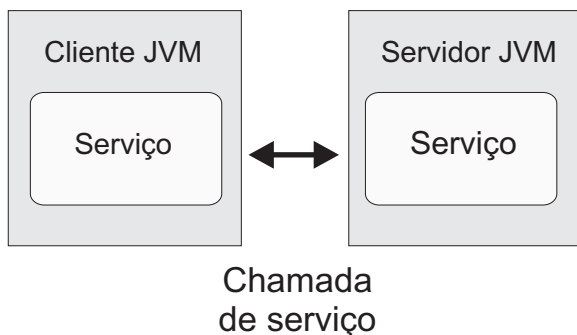 Cliente JVM
Servidor JVM
Serviço
Serviço
Chamada
de serviço